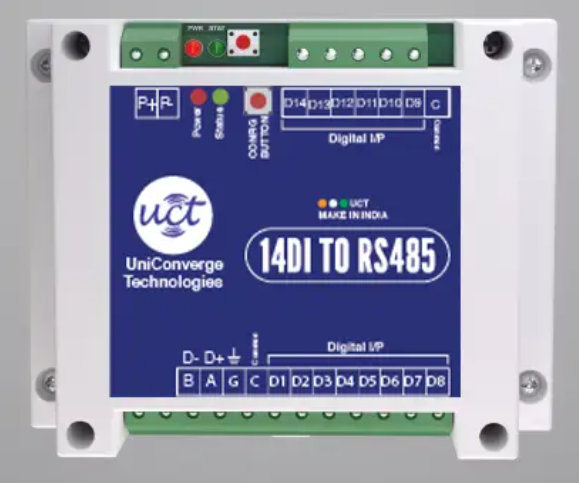 PWR STAT
P+ P-
Power
Status
CONFIG
BUTTON
D14 D13 D12 D11 D10 D9 C
Common
Digital I/P
UCT
MAKE IN INDIA
uct
14DI TO RS485
UniConverge
Technologies
Common
Digital I/P
D- D+
B A G C D1 D2 D3 D4 D5 D6 D7 D8